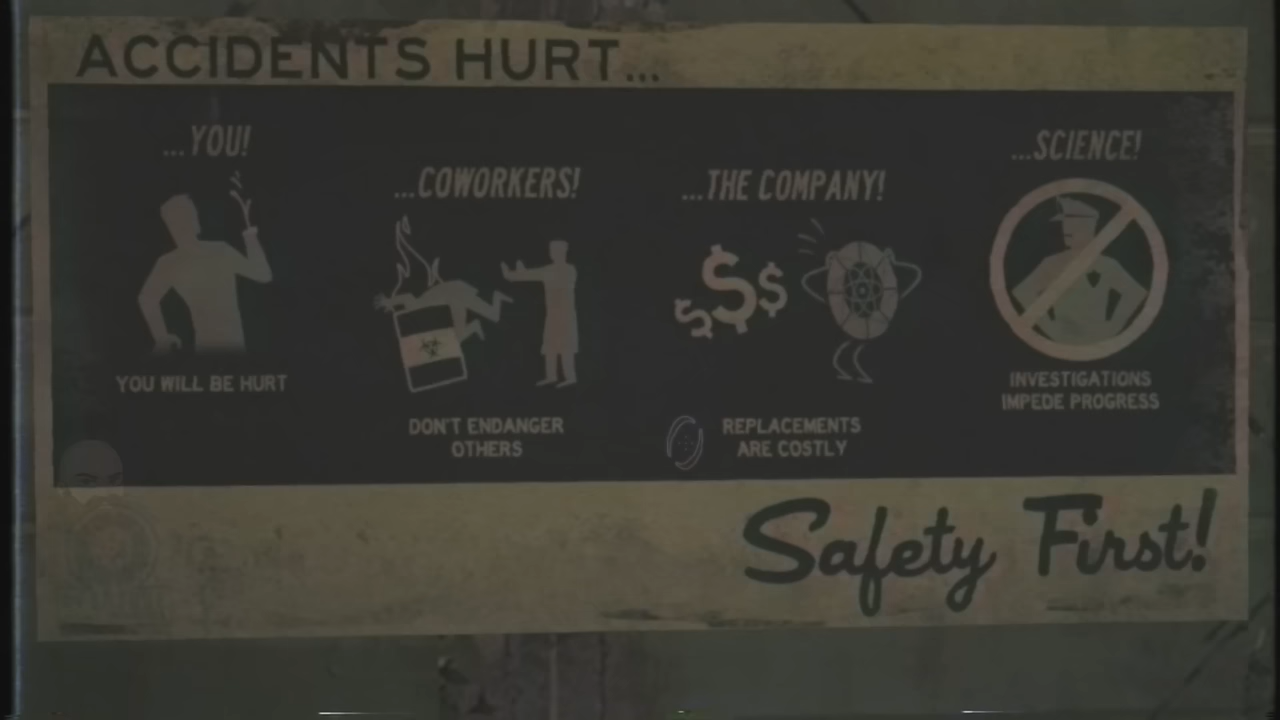 ACCIDENTS HURT...
...YOU!
YOU WILL BE HURT
...COWORKERS!
DON'T ENDANGER
OTHERS
...THE COMPANY!
REPLACEMENTS
ARE COSTLY
...SCIENCE!
INVESTIGATIONS
IMPEDE PROGRESS
Safety First!